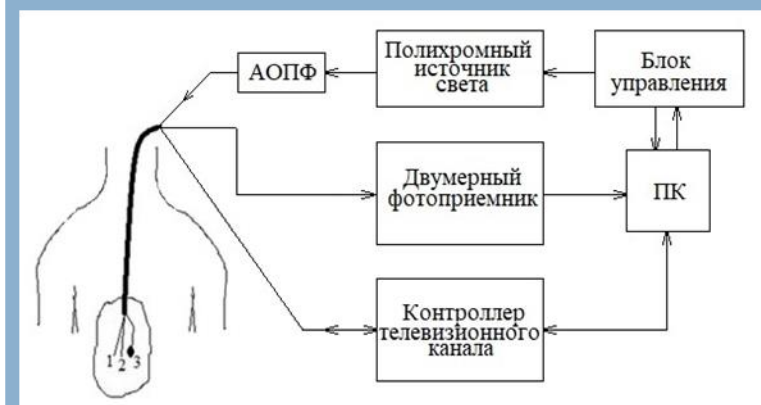 АОПФ
Полихромный
источник
света
Блок
управления
Двумерный
фотоприемник
ПК
Контроллер
телевизионного
канала
1
2
3